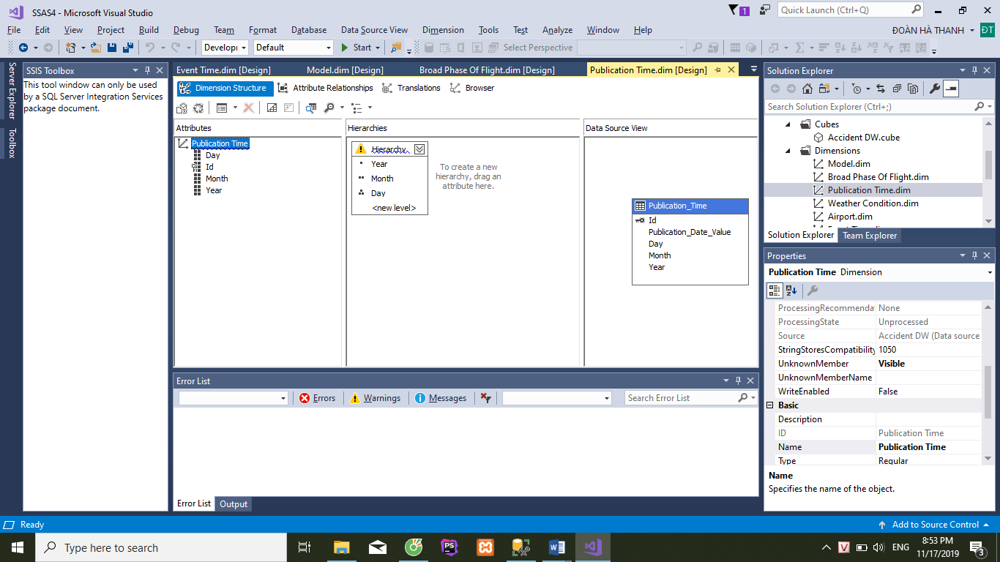 SSAS4 - Microsoft Visual Studio
1
Quick Launch (Ctrl+Q)
File Edit View Project Build Debug Team Format Database Data Source View Dimension Tools Test Analyze Window Help
ĐOÀN HÀ THANH ĐT
Develop Default Start Select Perspective
Server Explorer
Toolbox
SSIS Toolbox
This tool window can only be used
by a SQL Server Integration Services
package document.
Event Time.dim [Design] Model.dim [Design] Broad Phase Of Flight.dim [Design] Publication Time.dim [Design]
Dimension Structure Attribute Relationships Translations Browser
Attributes
Publication Time
Day
Id
Month
Year
Hierarchies
Hierarchy
Year
Month
Day
<new level>
To create a new
hierarchy, drag an
attribute here.
Data Source View
Publication_Time
Id
Publication_Date_Value
Day
Month
Year
Error List
Errors Warnings Messages Search Error List
Error List Output
Solution Explorer
Search Solution Explorer (Ctrl+;)
Cubes
Accident DW.cube
Dimensions
Model.dim
Broad Phase Of Flight.dim
Publication Time.dim
Weather Condition.dim
Airport.dim
Solution Explorer Team Explorer
Properties
Publication Time Dimension
ProcessingRecommendat None
ProcessingState Unprocessed
Source Accident DW (Data source
StringStoresCompatibility 1050
UnknownMember Visible
UnknownMemberName
WriteEnabled False
Basic
Description
ID Publication Time
Name Publication Time
Type Regular
Name
Specifies the name of the object.
Ready Add to Source Control
Type here to search
PS
W
V
ENG
8:53 PM
11/17/2019
3